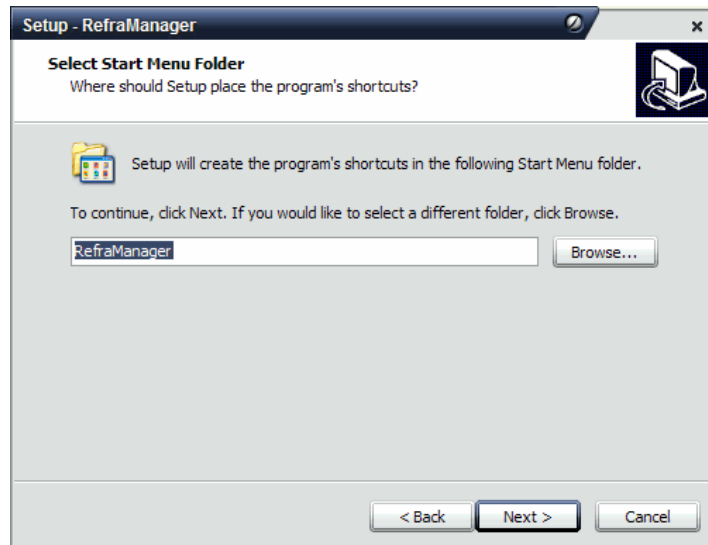 Setup - RefraManager
Select Start Menu Folder
Where should Setup place the program's shortcuts?
Setup will create the program's shortcuts in the following Start Menu folder.
To continue, click Next. If you would like to select a different folder, click Browse.
RefraManager
Browse...
< Back
Next >
Cancel